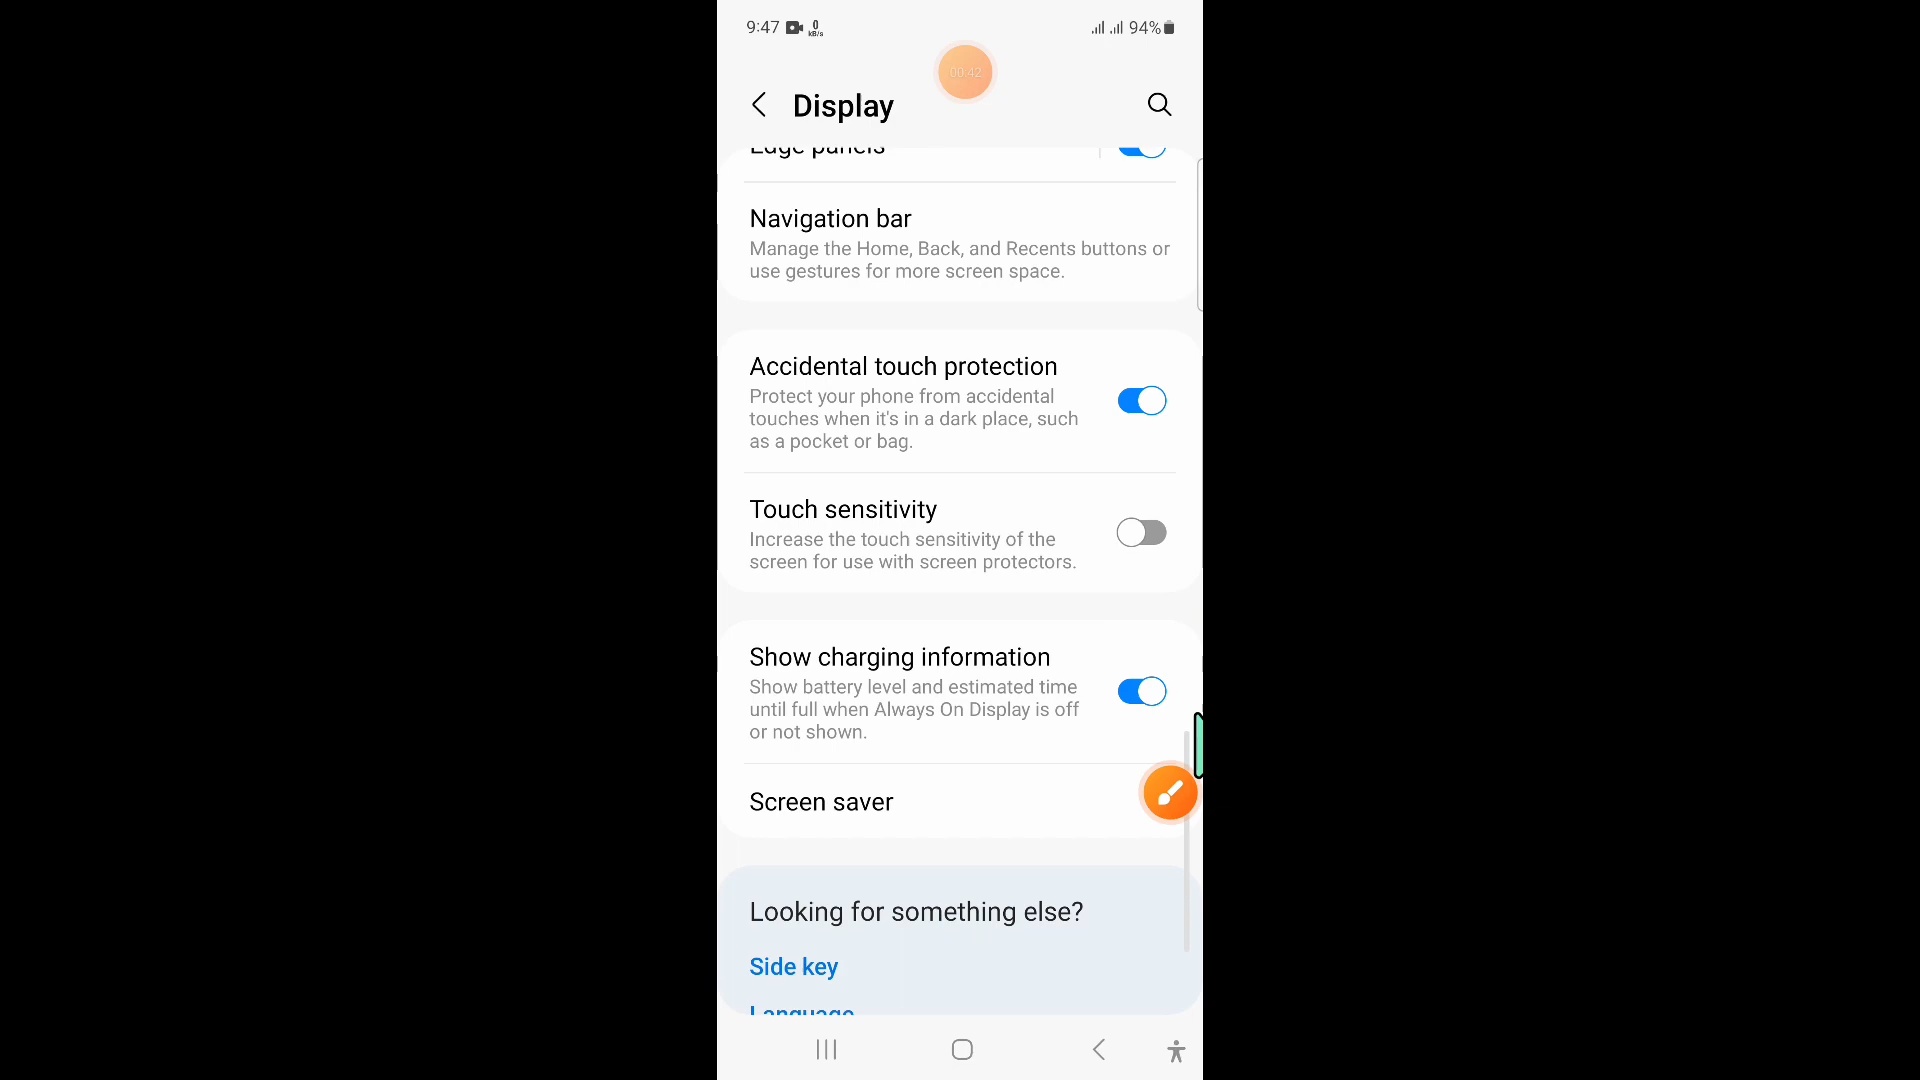 9:47 0 kB/s 94%
00:42
Display
Edge panels
Navigation bar
Manage the Home, Back, and Recents buttons or
use gestures for more screen space.
Accidental touch protection
Protect your phone from accidental
touches when it's in a dark place, such
as a pocket or bag.
Touch sensitivity
Increase the touch sensitivity of the
screen for use with screen protectors.
Show charging information
Show battery level and estimated time
until full when Always On Display is off
or not shown.
Screen saver
Looking for something else?
Side key
Language